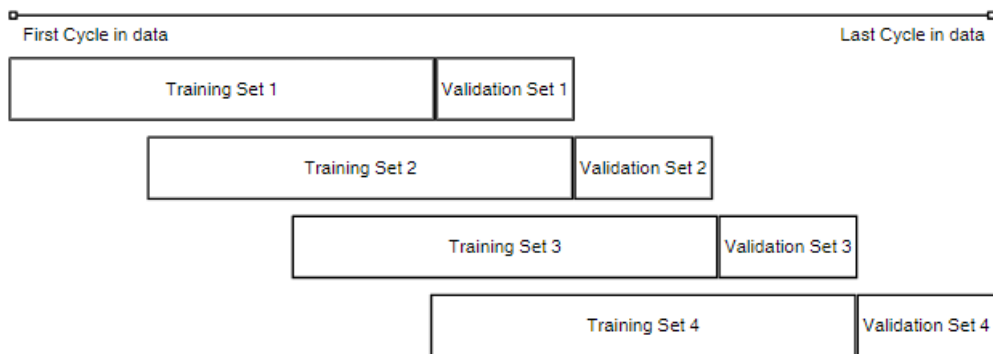 First Cycle in data
Last Cycle in data
Training Set 1
Validation Set 1
Training Set 2
Validation Set 2
Training Set 3
Validation Set 3
Training Set 4
Validation Set 4